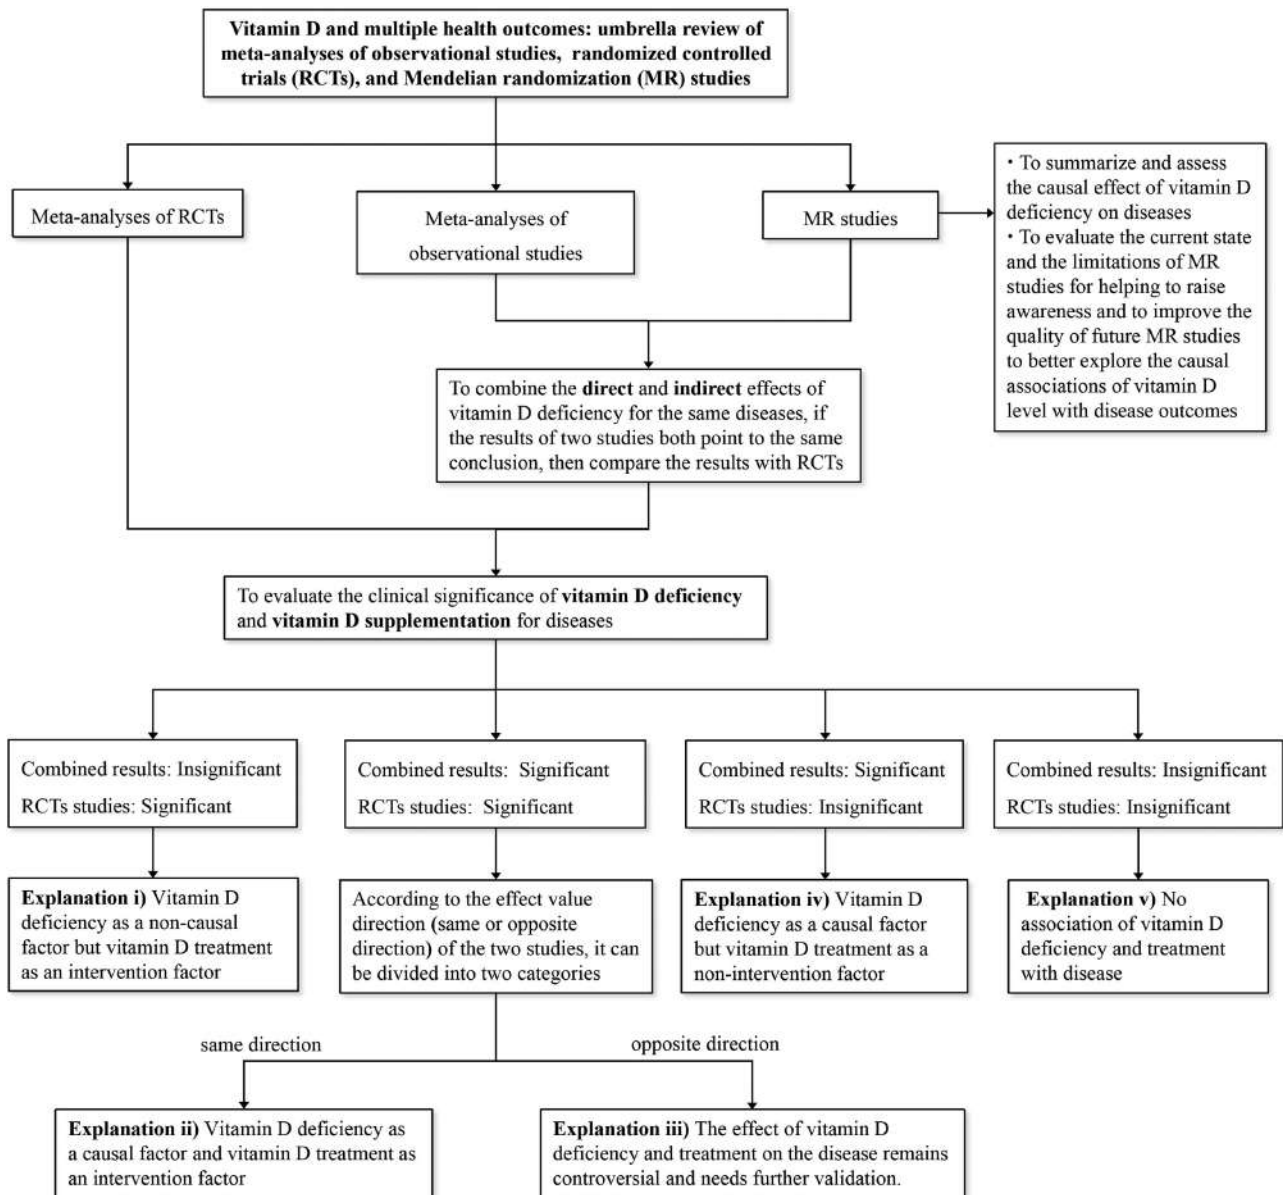 Vitamin D and multiple health outcomes: umbrella review of
meta-analyses of observational studies, randomized controlled
trials (RCTs), and Mendelian randomization (MR) studies
Meta-analyses of RCTs
Meta-analyses of
observational studies
MR studies
· To summarize and assess
the causal effect of vitamin D
deficiency on diseases
· To evaluate the current state
and the limitations of MR
studies for helping to raise
awareness and to improve the
quality of future MR studies
to better explore the causal
associations of vitamin D
level with disease outcomes
To combine the direct and indirect effects of
vitamin D deficiency for the same diseases, if
the results of two studies both point to the same
conclusion, then compare the results with RCTs
To evaluate the clinical significance of vitamin D deficiency
and vitamin D supplementation for diseases
Combined results: Insignificant
RCTs studies: Significant
Combined results: Significant
RCTs studies: Significant
Combined results: Significant
RCTs studies: Insignificant
Combined results: Insignificant
RCTs studies: Insignificant
Explanation i) Vitamin D
deficiency as a non-causal
factor but vitamin D treatment
as an intervention factor
According to the effect value
direction (same or opposite
direction) of the two studies, it can
be divided into two categories
Explanation iv) Vitamin D
deficiency as a causal factor
but vitamin D treatment as a
non-intervention factor
Explanation v) No
association of vitamin D
deficiency and treatment
with disease
same direction
opposite direction
Explanation ii) Vitamin D deficiency as
a causal factor and vitamin D treatment as
an intervention factor
Explanation iii) The effect of vitamin D
deficiency and treatment on the disease remains
controversial and needs further validation.